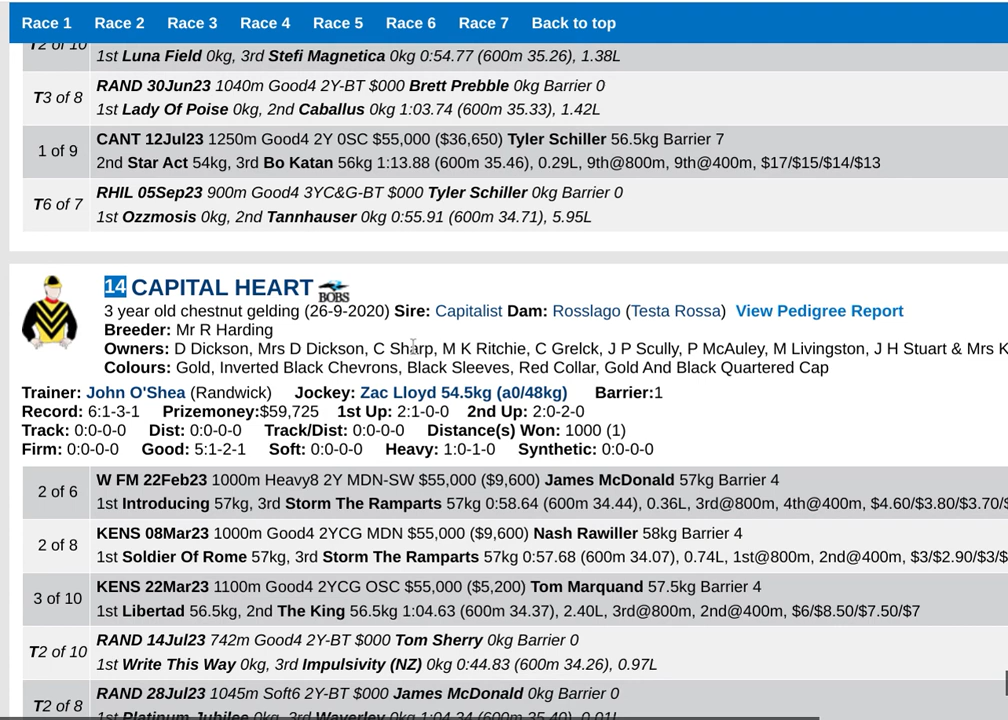 Race 1 Race 2 Race 3 Race 4 Race 5 Race 6 Race 7 Back to top
T2 of 10
1st Luna Field 0kg, 3rd Stefi Magnetica 0kg 0:54.77 (600m 35.26), 1.38L
T3 of 8
RAND 30Jun23 1040m Good4 2Y-BT $000 Brett Prebble 0kg Barrier 0
1st Lady Of Poise 0kg, 2nd Caballus 0kg 1:03.74 (600m 35.33), 1.42L
1 of 9
CANT 12Jul23 1250m Good4 2Y 0SC $55,000 ($36,650) Tyler Schiller 56.5kg Barrier 7
2nd Star Act 54kg, 3rd Bo Katan 56kg 1:13.88 (600m 35.46), 0.29L, 9th@800m, 9th@400m, $17/$15/$14/$13
T6 of 7
RHIL 05Sep23 900m Good4 3YC&G-BT $000 Tyler Schiller 0kg Barrier 0
1st Ozzmosis 0kg, 2nd Tannhauser 0kg 0:55.91 (600m 34.71), 5.95L
14 CAPITAL HEART BOBS
3 year old chestnut gelding (26-9-2020) Sire: Capitalist Dam: Rosslago (Testa Rossa) View Pedigree Report
Breeder: Mr R Harding
Owners: D Dickson, Mrs D Dickson, C Sharp, M K Ritchie, C Grelck, J P Scully, P McAuley, M Livingston, J H Stuart & Mrs K
Colours: Gold, Inverted Black Chevrons, Black Sleeves, Red Collar, Gold And Black Quartered Cap
Trainer: John O'Shea (Randwick) Jockey: Zac Lloyd 54.5kg (a0/48kg) Barrier:1
Record: 6:1-3-1 Prizemoney:$59,725 1st Up: 2:1-0-0 2nd Up: 2:0-2-0
Track: 0:0-0-0 Dist: 0:0-0-0 Track/Dist: 0:0-0-0 Distance(s) Won: 1000 (1)
Firm: 0:0-0-0 Good: 5:1-2-1 Soft: 0:0-0-0 Heavy: 1:0-1-0 Synthetic: 0:0-0-0
2 of 6
W FM 22Feb23 1000m Heavy8 2Y MDN-SW $55,000 ($9,600) James McDonald 57kg Barrier 4
1st Introducing 57kg, 3rd Storm The Ramparts 57kg 0:58.64 (600m 34.44), 0.36L, 3rd@800m, 4th@400m, $4.60/$3.80/$3.70/$
2 of 8
KENS 08Mar23 1000m Good4 2YCG MDN $55,000 ($9,600) Nash Rawiller 58kg Barrier 4
1st Soldier Of Rome 57kg, 3rd Storm The Ramparts 57kg 0:57.68 (600m 34.07), 0.74L, 1st@800m, 2nd@400m, $3/$2.90/$3/$
3 of 10
KENS 22Mar23 1100m Good4 2YCG OSC $55,000 ($5,200) Tom Marquand 57.5kg Barrier 4
1st Libertad 56.5kg, 2nd The King 56.5kg 1:04.63 (600m 34.37), 2.40L, 3rd@800m, 2nd@400m, $6/$8.50/$7.50/$7
T2 of 10
RAND 14Jul23 742m Good4 2Y-BT $000 Tom Sherry 0kg Barrier 0
1st Write This Way 0kg, 3rd Impulsivity (NZ) 0kg 0:44.83 (600m 34.26), 0.97L
T2 of 8
RAND 28Jul23 1045m Soft6 2Y-BT $000 James McDonald 0kg Barrier 0
1st Platinum Jubilee 0kg, 3rd Waverley 0kg 1:04.34 (600m 35.40), 0.01L